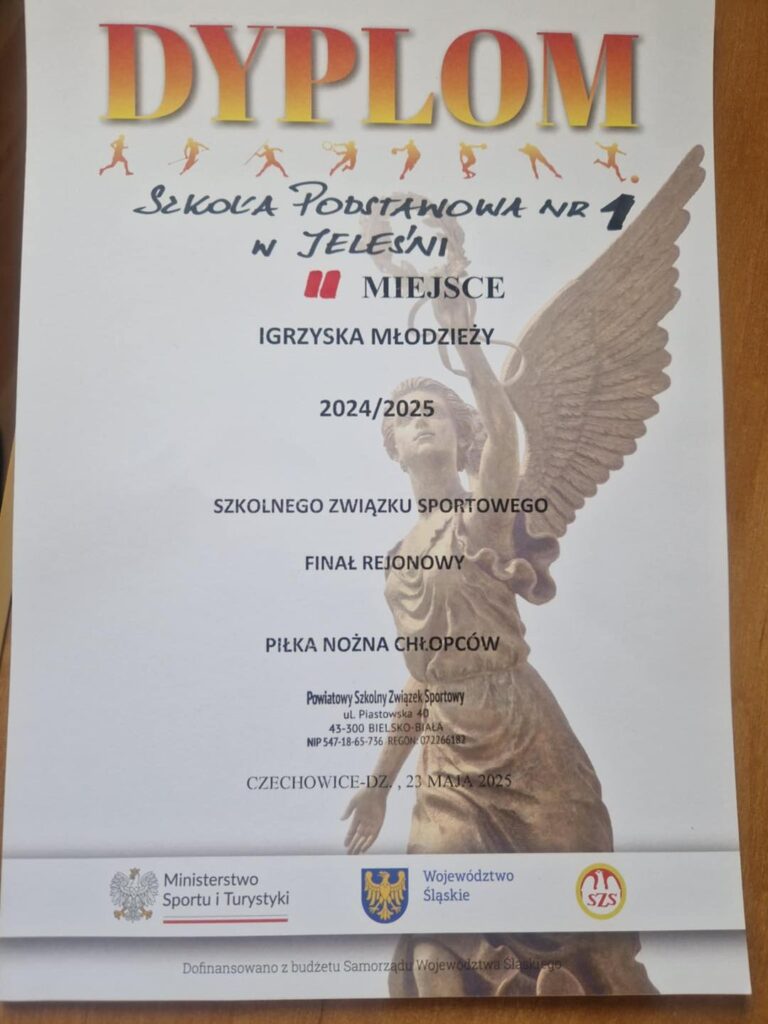 DYPLOM
SZKOŁA PODSTAWOWA NR 1
W JELEŚNI
II MIEJSCE
IGRZYSKA MŁODZIEŻY
2024/2025
SZKOLNEGO ZWIĄZKU SPORTOWEGO
FINAŁ REJONOWY
PIŁKA NOŻNA CHŁOPCÓW
Powiatowy Szkolny Związek Sportowy
ul. Piastowska 40
43-300 BIELSKO-BIAŁA
NIP 547-18-65-736 REGON: 072266182
CZECHOWICE-DZ. , 23 MAJA 2025
Ministerstwo
Sportu i Turystyki
Województwo
Śląskie
SZS
Dofinansowano z budżetu Samorządu Województwa Śląskiego